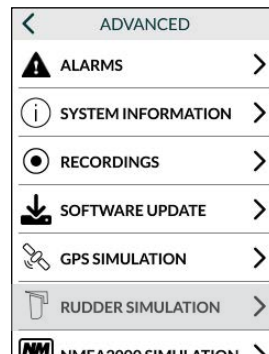 ADVANCED
ALARMS
SYSTEM INFORMATION
RECORDINGS
SOFTWARE UPDATE
GPS SIMULATION
RUDDER SIMULATION
NMEA2000 SIMULATION